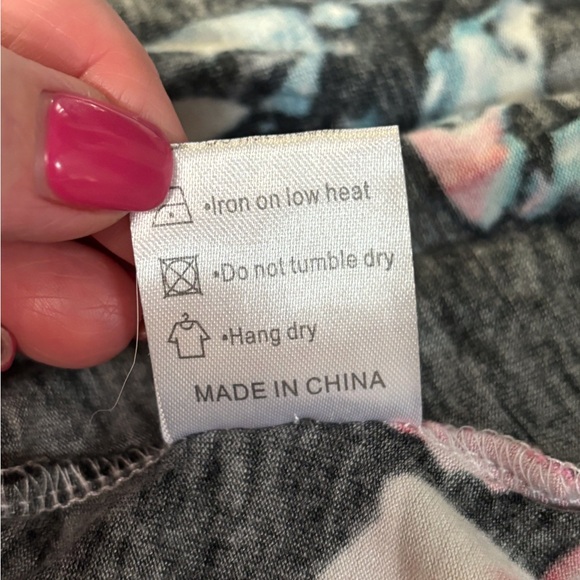 •Iron on low heat
•Do not tumble dry
•Hang dry
MADE IN CHINA